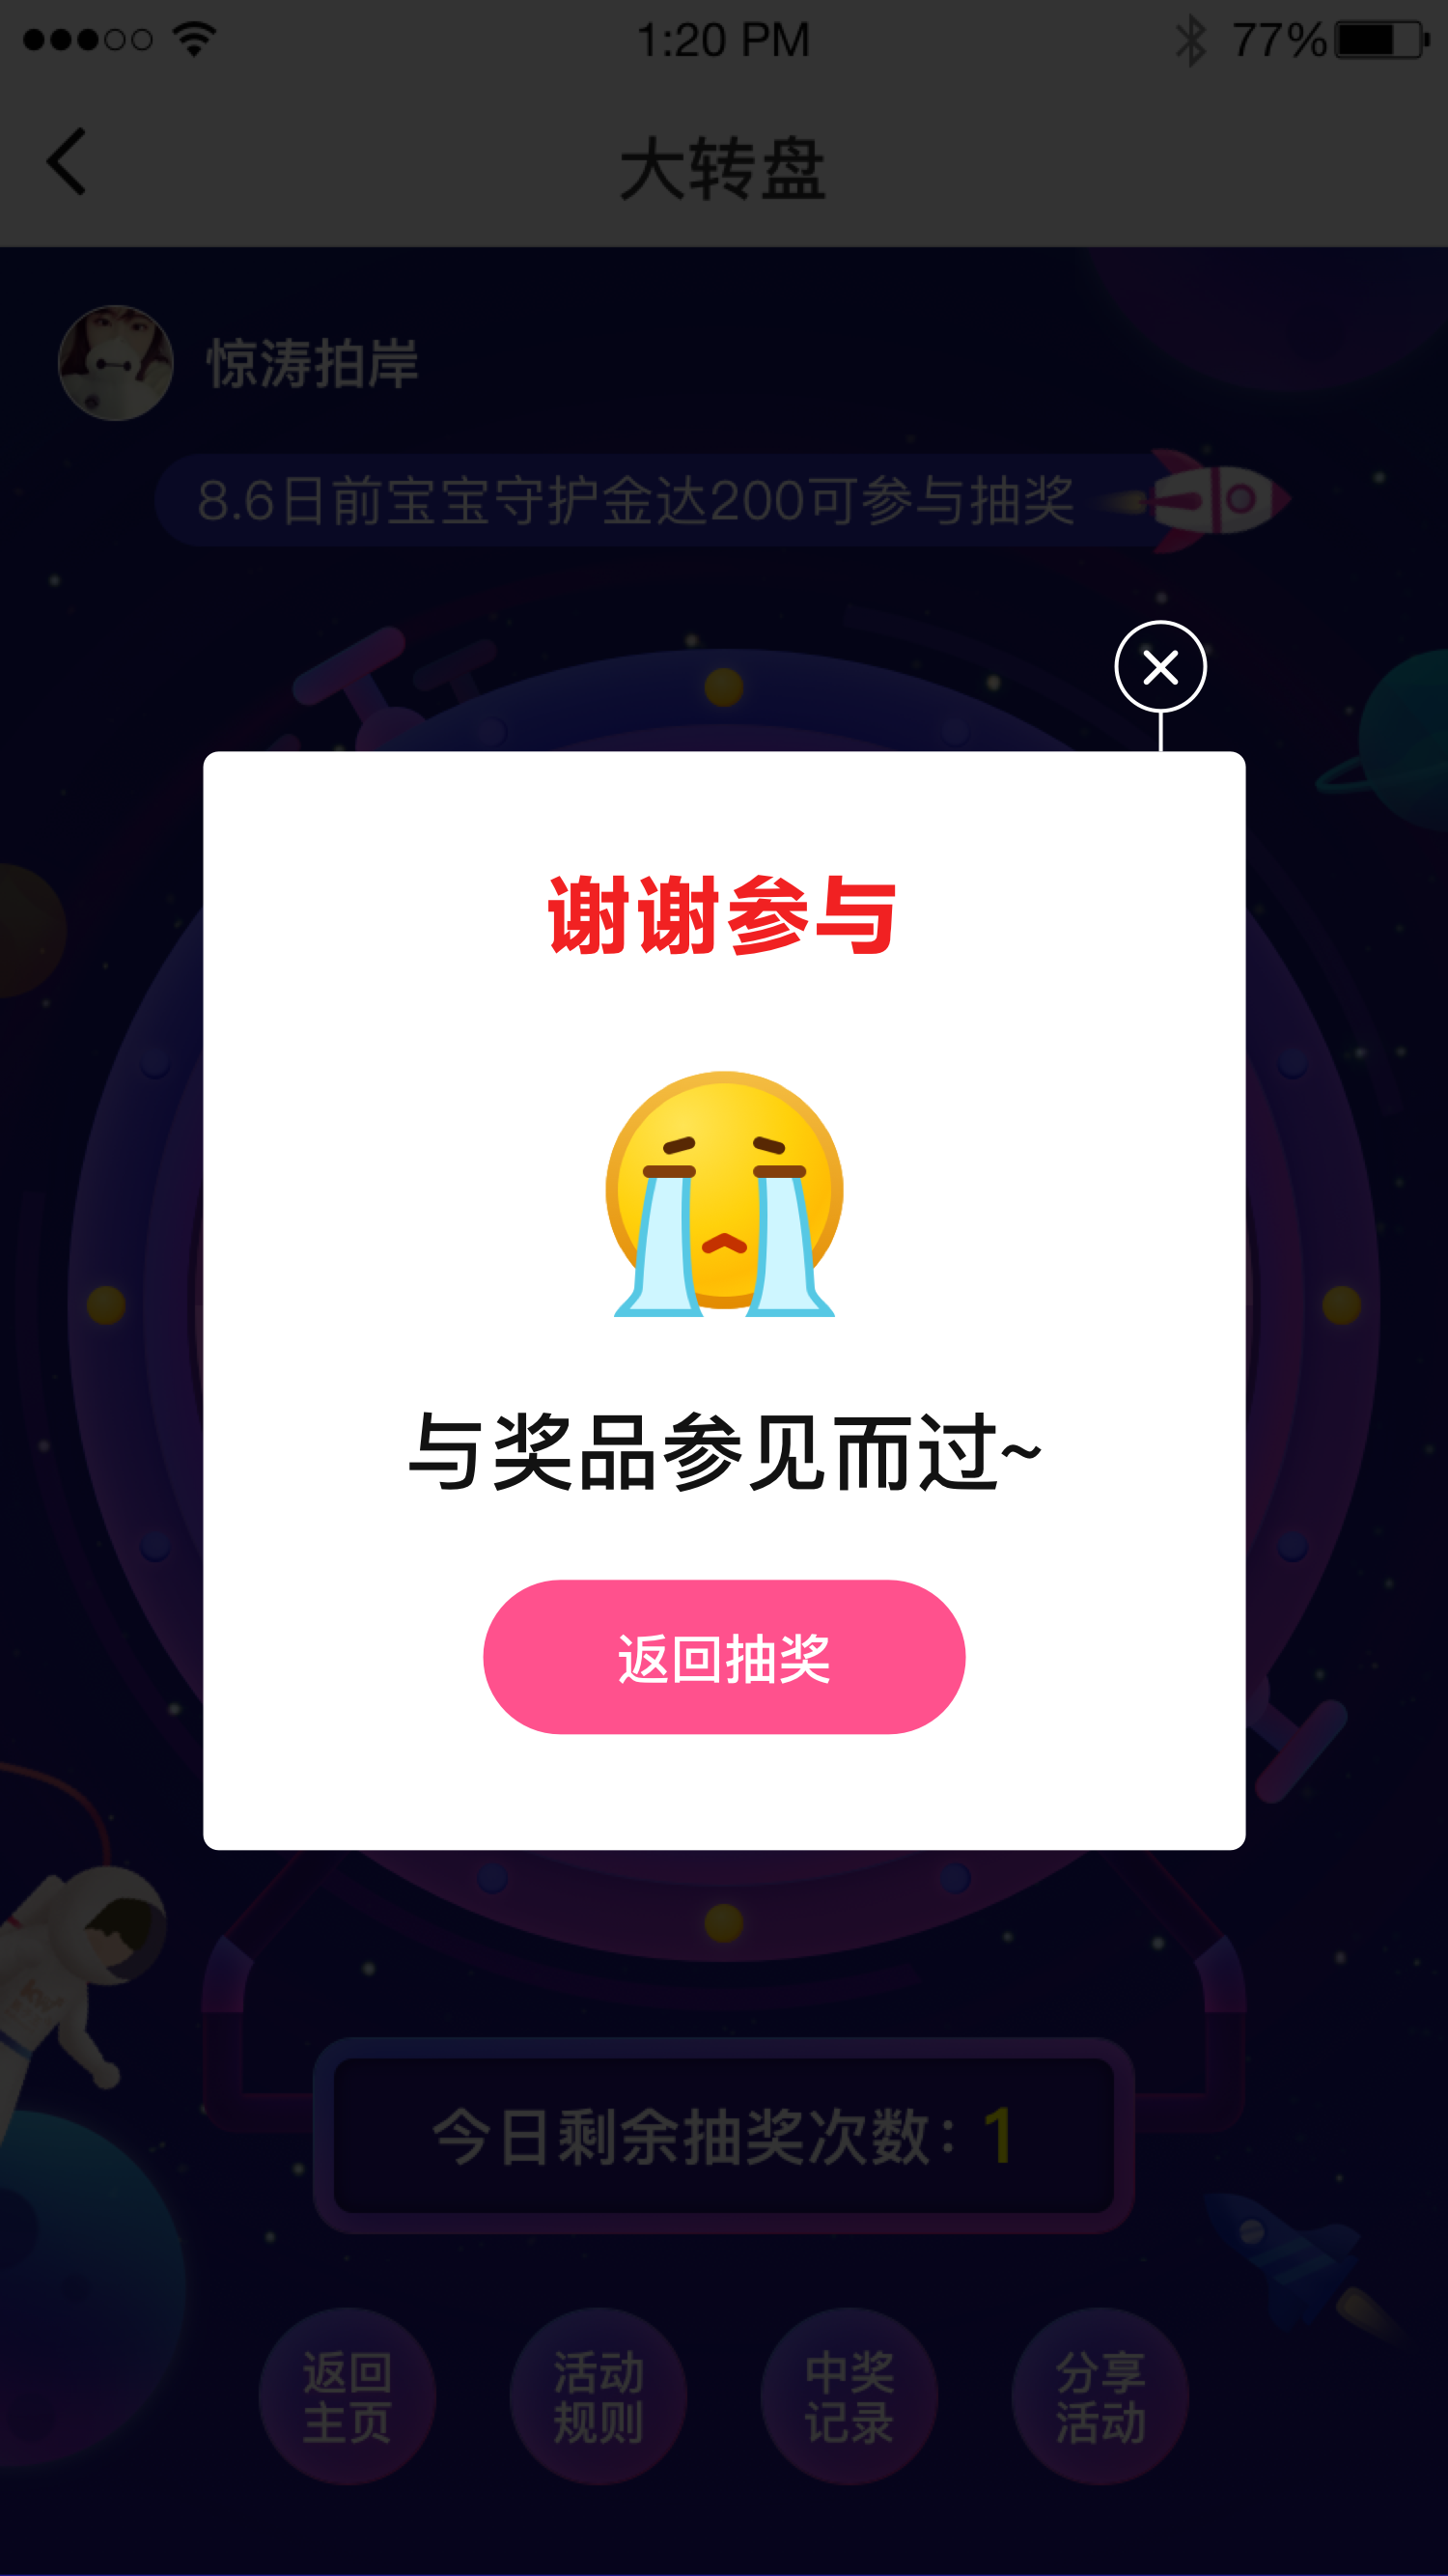 1:20 PM
77%
大转盘
惊涛拍岸
8.6日前宝宝守护金达200可参与抽奖
谢谢参与
与奖品参见而过~
返回抽奖
今日剩余抽奖次数：1
返回
主页
活动
规则
中奖
记录
分享
活动